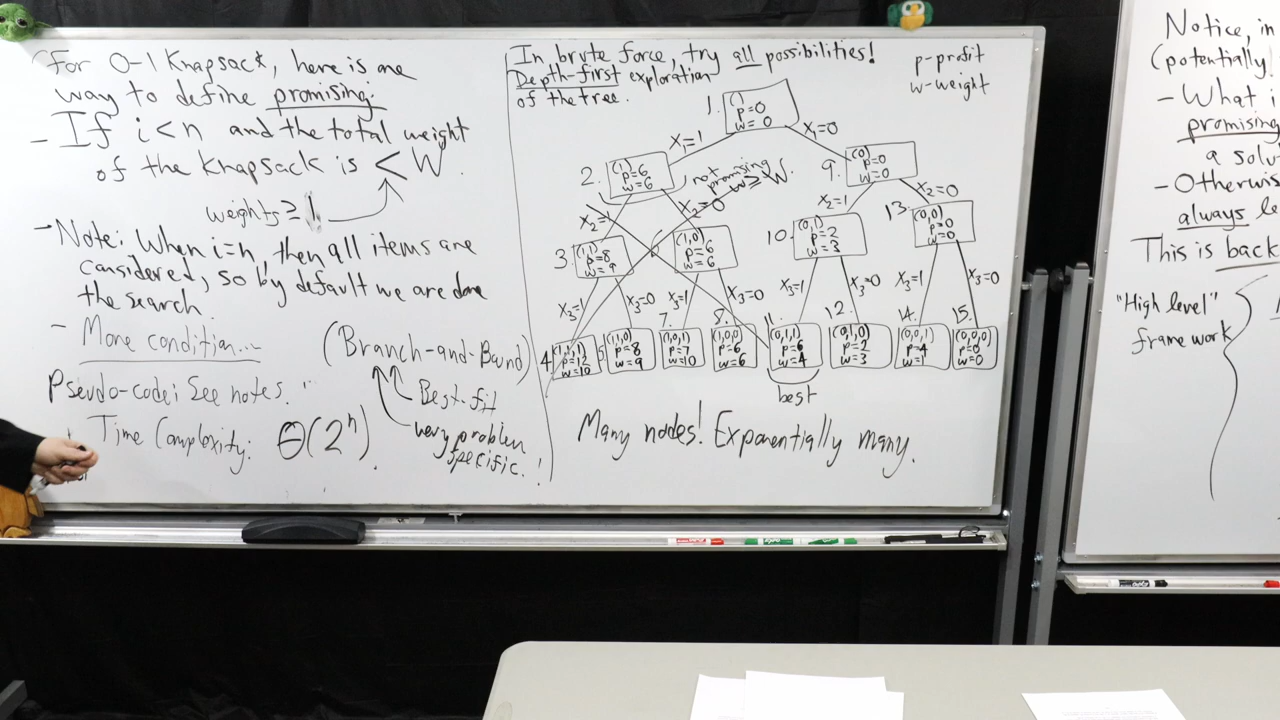 (For 0-1 Knapsack, here is one
way to define promising:
- If i<n and the total weight
of the Knapsack is < W.
weights ≥ 1
- Note: When i=n, then all items are
considered, so by default we are done
the search.
- More condition...
(Branch-and-Bound)
Pseudo-code: See notes.
Best-fit
Time Complexity: Θ(2^n).
very problem
specific. !
In brute force, try all possibilities!
Depth-first exploration
of the tree.
p-profit
w-weight
1. ()
p=0
w=0
x1=1
x1=0
2. (1)
p=6
w=6
not
promising
w ≥ W.
9. (0)
p=0
w=0
x2=1
x2=0
x2=1
x2=0
3. (1,1)
p=8
w=9
(1,0)
p=6
w=6
10. (0,1)
p=2
w=3
13. (0,0)
p=0
w=0
x3=1
x3=0
x3=1
x3=0
x3=1
x3=0
x3=1
x3=0
4. (1,1,1)
p=12
w=10
(1,1,0)
p=8
w=9
7. (1,0,1)
w=10
8. (1,0,0)
p=6
w=6
11. (0,1,1)
p=6
w=4
12. (0,1,0)
p=2
w=3
14. (0,0,1)
p=4
w=1
15. (0,0,0)
p=0
w=0
best
Many nodes! Exponentially many.
Notice, in
(potentially!
- What i
promising
a solu
- Otherwis
always le
This is back
"High level"
framework